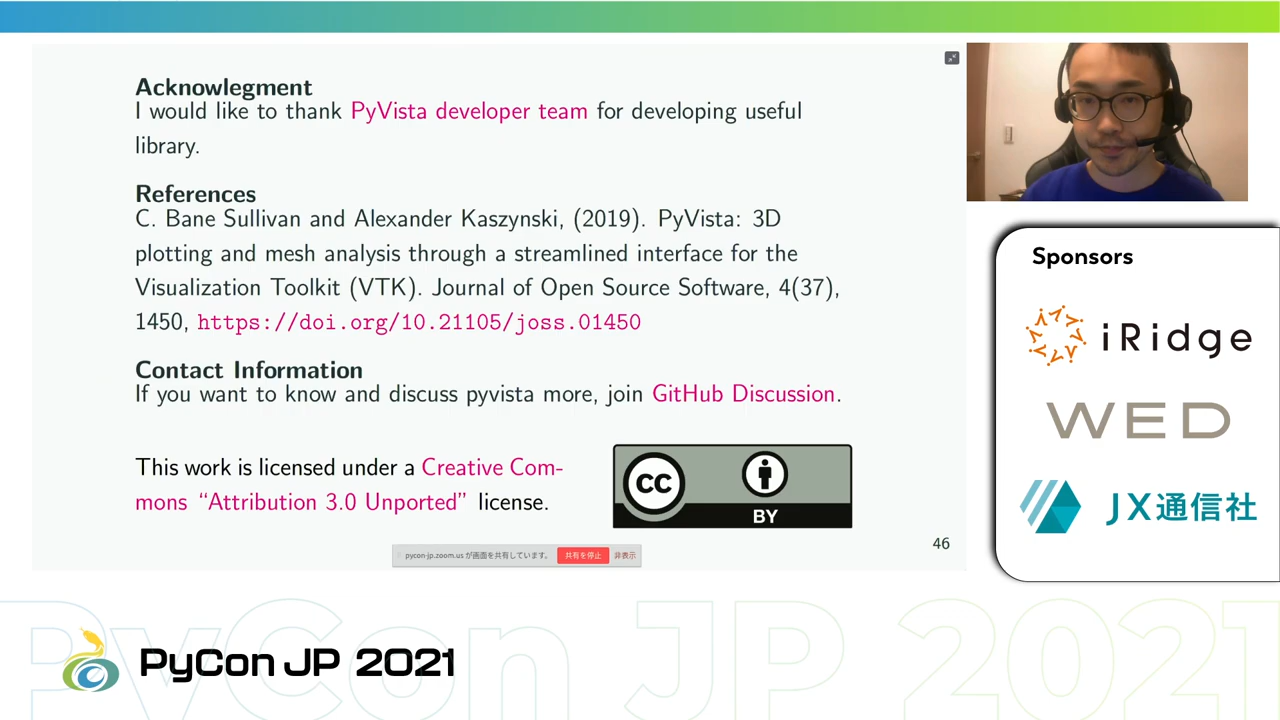 Acknowlegment
I would like to thank PyVista developer team for developing useful
library.
References
C. Bane Sullivan and Alexander Kaszynski, (2019). PyVista: 3D
plotting and mesh analysis through a streamlined interface for the
Visualization Toolkit (VTK). Journal of Open Source Software, 4(37),
1450, https://doi.org/10.21105/joss.01450
Contact Information
If you want to know and discuss pyvista more, join GitHub Discussion.
This work is licensed under a Creative Com-
mons “Attribution 3.0 Unported” license.
CC
BY
46
pycon-jp.zoom.us が画面を共有しています。 共有を停止 非表示
Sponsors
iRidge
WED
JX通信社
PyCon JP 2021
PyCon JP 2021